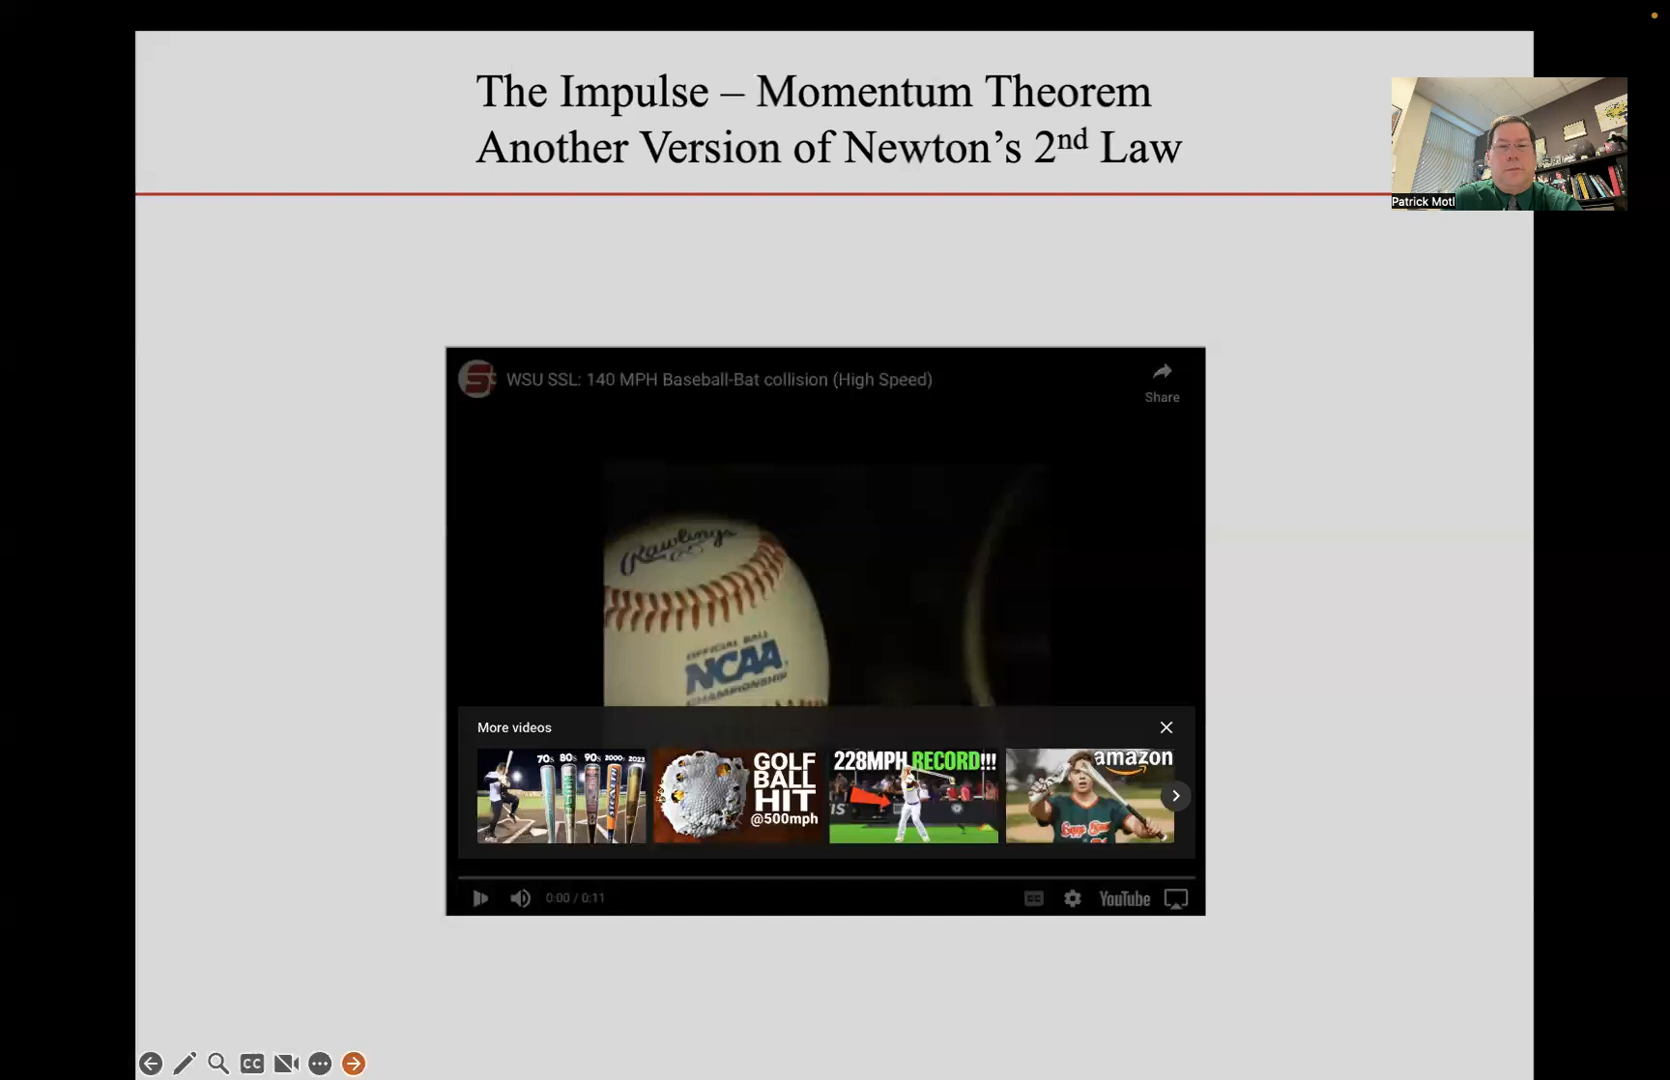 The Impulse – Momentum Theorem
Another Version of Newton's 2nd Law
Patrick Motl
WSU SSL: 140 MPH Baseball-Bat collision (High Speed)
Share
Rawlings
OFFICIAL BALL
NCAA
CHAMPIONSHIP
More videos
70s 80s 90s 2000s 2023
GOLF
BALL
HIT
@500mph
228MPH RECORD!!!
amazon
0:00 / 0:11
CC
YouTube
CC